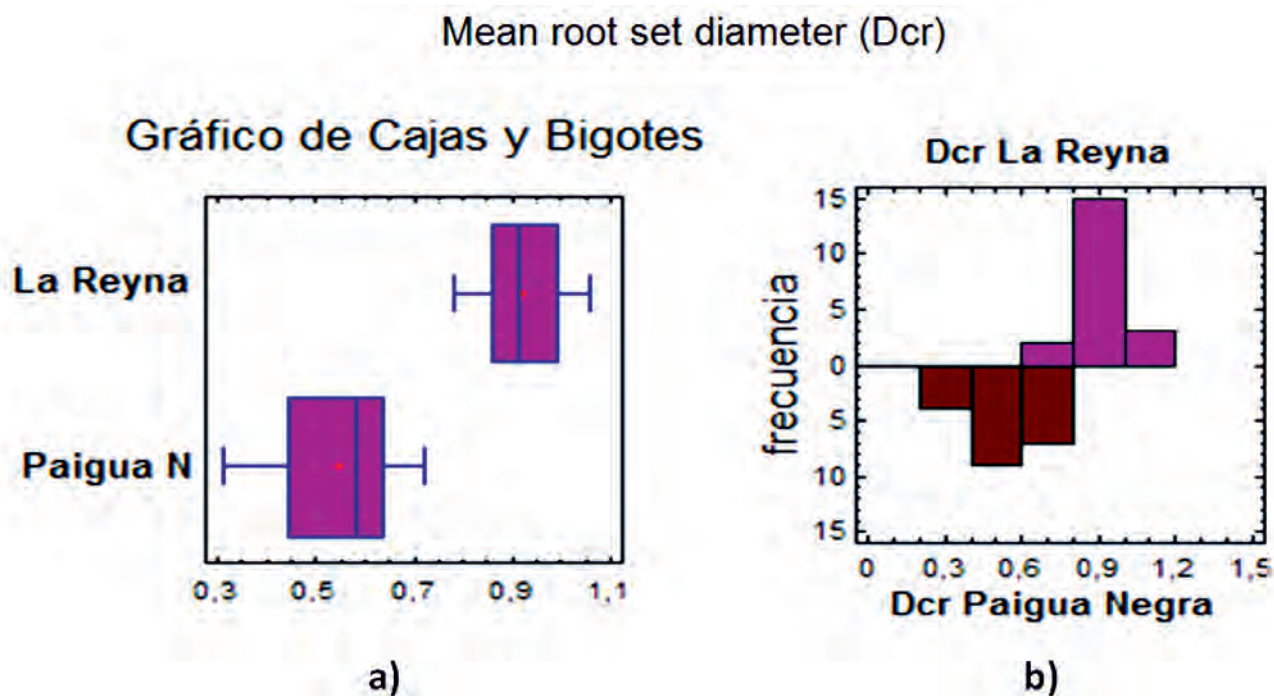 Mean root set diameter (Dcr)
Gráfico de Cajas y Bigotes
La Reyna
Paigua N
0,3 0,5 0,7 0,9 1,1
a)
Dcr La Reyna
frecuencia
15
10
5
0
5
10
15
0 0,3 0,6 0,9 1,2 1,5
Dcr Paigua Negra
b)